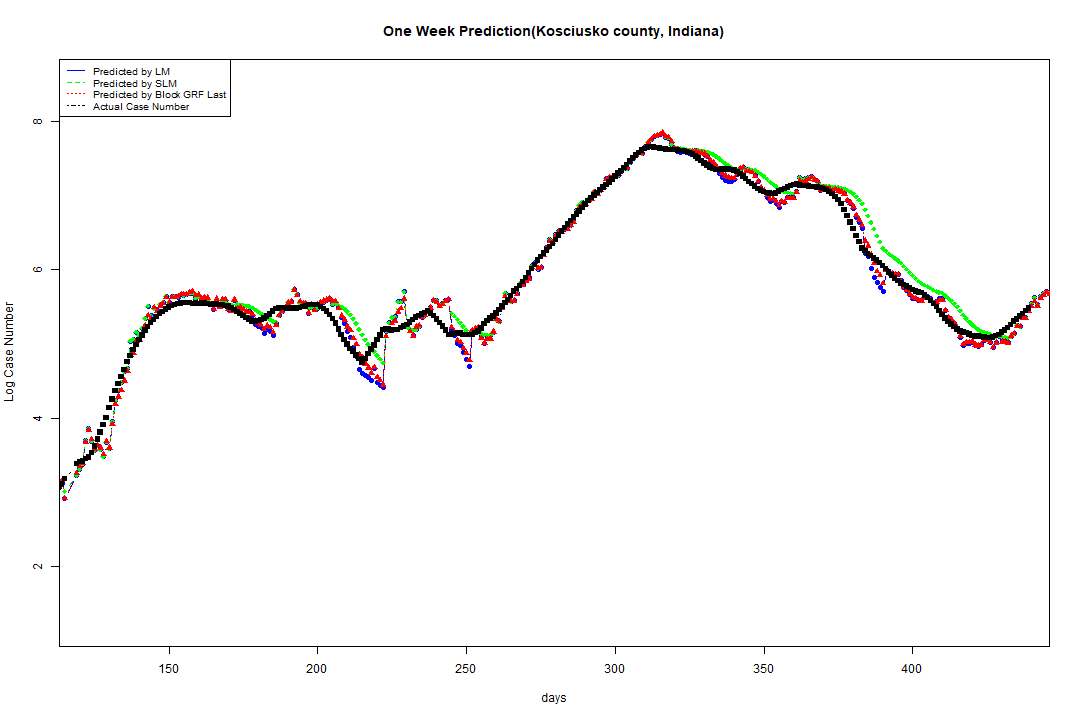 One Week Prediction(Kosciusko county, Indiana)
Predicted by LM
Predicted by SLM
Predicted by Block GRF Last
Actual Case Number
8
6
4
2
Log Case Number
150 200 250 300 350 400
days